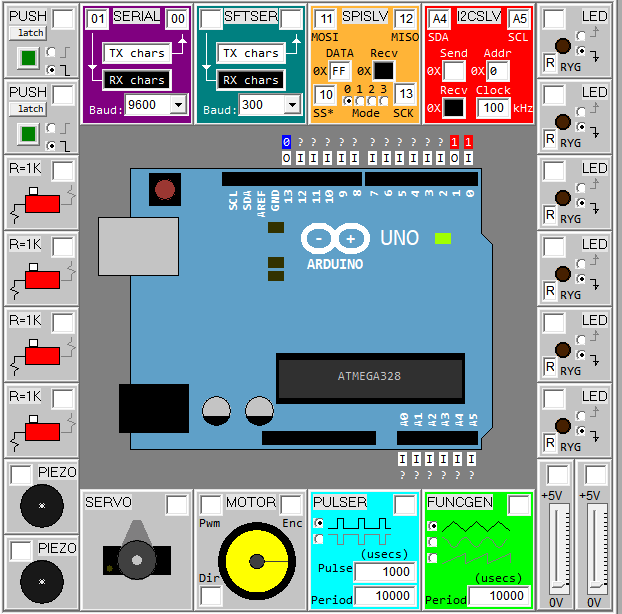 PUSH
latch
PUSH
latch
R=1K
R=1K
R=1K
R=1K
PIEZO
PIEZO
01 SERIAL 00
TX chars
RX chars
Baud: 9600
SFTSER
TX chars
RX chars
Baud: 300
11 SPISLV 12
MOSI MISO
DATA Recv
0X FF 0X
10 0 1 2 3 13
SS* Mode SCK
A4 I2CSLV A5
SDA SCL
Send Addr
0X 0X 0
Recv Clock
0X 100 kHz
LED
R RYG
LED
R RYG
LED
R RYG
LED
R RYG
LED
R RYG
LED
R RYG
0 ? ? ? ? ? ? ? ? ? ? ? 1 1
O I I I I I I I I I I I O I
SCL SDA AREF GND 13 12 11 10 9 8 7 6 5 4 3 2 1 0
- + UNO
ARDUINO
ATMEGA328
A0 A1 A2 A3 A4 A5
I I I I I I
? ? ? ? ? ?
SERVO
MOTOR
Pwm Enc
Dir
PULSER
(usecs)
Pulse 1000
Period 10000
FUNCGEN
(usecs)
Period 10000
+5V +5V
0V 0V